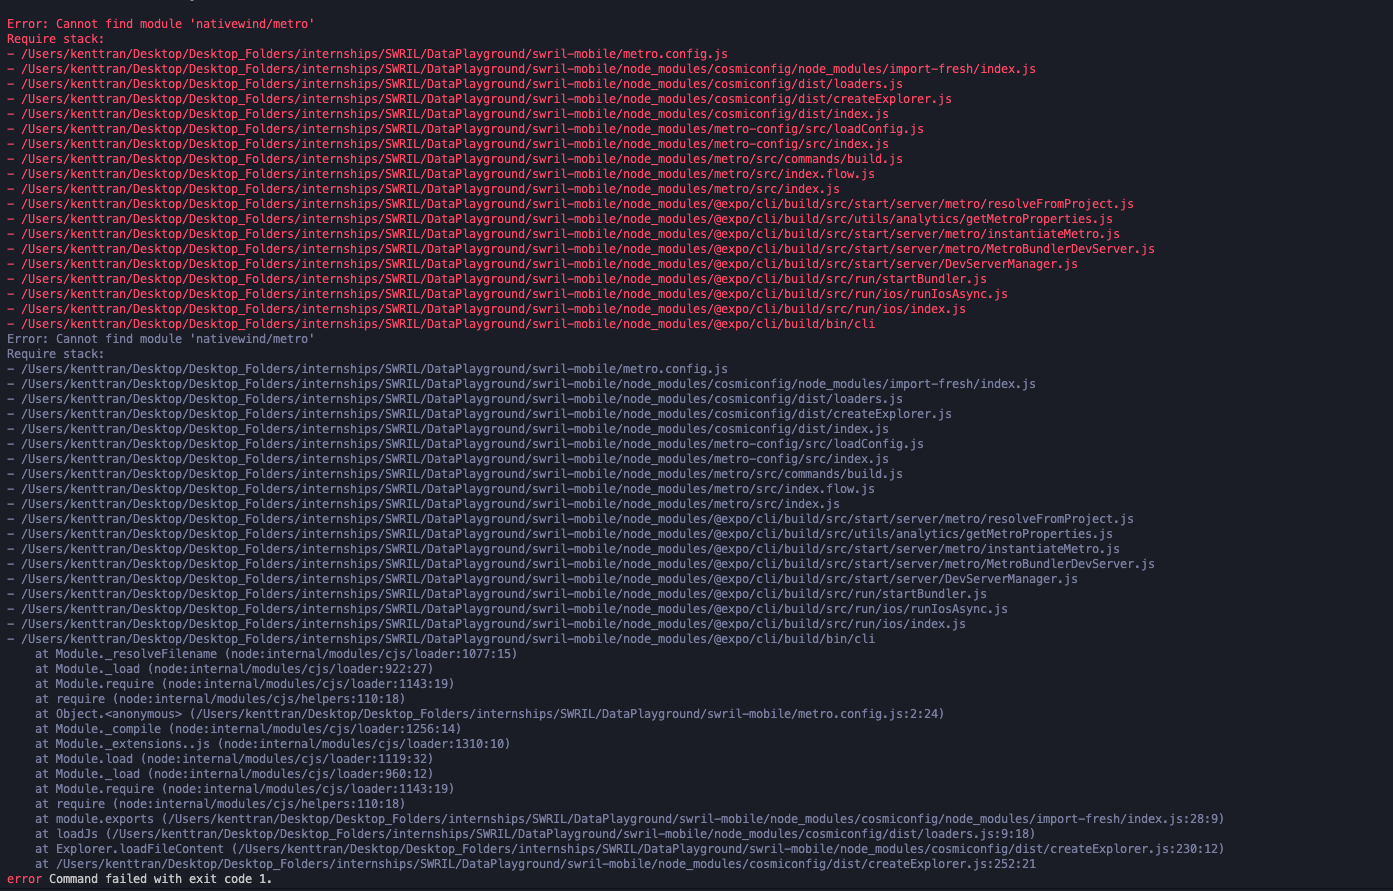 Error: Cannot find module 'nativewind/metro'
Require stack:
- /Users/kenttran/Desktop/Desktop_Folders/internships/SWRIL/DataPlayground/swril-mobile/metro.config.js
- /Users/kenttran/Desktop/Desktop_Folders/internships/SWRIL/DataPlayground/swril-mobile/node_modules/cosmiconfig/node_modules/import-fresh/index.js
- /Users/kenttran/Desktop/Desktop_Folders/internships/SWRIL/DataPlayground/swril-mobile/node_modules/cosmiconfig/dist/loaders.js
- /Users/kenttran/Desktop/Desktop_Folders/internships/SWRIL/DataPlayground/swril-mobile/node_modules/cosmiconfig/dist/createExplorer.js
- /Users/kenttran/Desktop/Desktop_Folders/internships/SWRIL/DataPlayground/swril-mobile/node_modules/cosmiconfig/dist/index.js
- /Users/kenttran/Desktop/Desktop_Folders/internships/SWRIL/DataPlayground/swril-mobile/node_modules/metro-config/src/loadConfig.js
- /Users/kenttran/Desktop/Desktop_Folders/internships/SWRIL/DataPlayground/swril-mobile/node_modules/metro-config/src/index.js
- /Users/kenttran/Desktop/Desktop_Folders/internships/SWRIL/DataPlayground/swril-mobile/node_modules/metro/src/commands/build.js
- /Users/kenttran/Desktop/Desktop_Folders/internships/SWRIL/DataPlayground/swril-mobile/node_modules/metro/src/index.flow.js
- /Users/kenttran/Desktop/Desktop_Folders/internships/SWRIL/DataPlayground/swril-mobile/node_modules/metro/src/index.js
- /Users/kenttran/Desktop/Desktop_Folders/internships/SWRIL/DataPlayground/swril-mobile/node_modules/@expo/cli/build/src/start/server/metro/resolveFromProject.js
- /Users/kenttran/Desktop/Desktop_Folders/internships/SWRIL/DataPlayground/swril-mobile/node_modules/@expo/cli/build/src/utils/analytics/getMetroProperties.js
- /Users/kenttran/Desktop/Desktop_Folders/internships/SWRIL/DataPlayground/swril-mobile/node_modules/@expo/cli/build/src/start/server/metro/instantiateMetro.js
- /Users/kenttran/Desktop/Desktop_Folders/internships/SWRIL/DataPlayground/swril-mobile/node_modules/@expo/cli/build/src/start/server/metro/MetroBundlerDevServer.js
- /Users/kenttran/Desktop/Desktop_Folders/internships/SWRIL/DataPlayground/swril-mobile/node_modules/@expo/cli/build/src/start/server/DevServerManager.js
- /Users/kenttran/Desktop/Desktop_Folders/internships/SWRIL/DataPlayground/swril-mobile/node_modules/@expo/cli/build/src/run/startBundler.js
- /Users/kenttran/Desktop/Desktop_Folders/internships/SWRIL/DataPlayground/swril-mobile/node_modules/@expo/cli/build/src/run/ios/runIosAsync.js
- /Users/kenttran/Desktop/Desktop_Folders/internships/SWRIL/DataPlayground/swril-mobile/node_modules/@expo/cli/build/src/run/ios/index.js
- /Users/kenttran/Desktop/Desktop_Folders/internships/SWRIL/DataPlayground/swril-mobile/node_modules/@expo/cli/build/bin/cli
Error: Cannot find module 'nativewind/metro'
Require stack:
- /Users/kenttran/Desktop/Desktop_Folders/internships/SWRIL/DataPlayground/swril-mobile/metro.config.js
- /Users/kenttran/Desktop/Desktop_Folders/internships/SWRIL/DataPlayground/swril-mobile/node_modules/cosmiconfig/node_modules/import-fresh/index.js
- /Users/kenttran/Desktop/Desktop_Folders/internships/SWRIL/DataPlayground/swril-mobile/node_modules/cosmiconfig/dist/loaders.js
- /Users/kenttran/Desktop/Desktop_Folders/internships/SWRIL/DataPlayground/swril-mobile/node_modules/cosmiconfig/dist/createExplorer.js
- /Users/kenttran/Desktop/Desktop_Folders/internships/SWRIL/DataPlayground/swril-mobile/node_modules/cosmiconfig/dist/index.js
- /Users/kenttran/Desktop/Desktop_Folders/internships/SWRIL/DataPlayground/swril-mobile/node_modules/metro-config/src/loadConfig.js
- /Users/kenttran/Desktop/Desktop_Folders/internships/SWRIL/DataPlayground/swril-mobile/node_modules/metro-config/src/index.js
- /Users/kenttran/Desktop/Desktop_Folders/internships/SWRIL/DataPlayground/swril-mobile/node_modules/metro/src/commands/build.js
- /Users/kenttran/Desktop/Desktop_Folders/internships/SWRIL/DataPlayground/swril-mobile/node_modules/metro/src/index.flow.js
- /Users/kenttran/Desktop/Desktop_Folders/internships/SWRIL/DataPlayground/swril-mobile/node_modules/metro/src/index.js
- /Users/kenttran/Desktop/Desktop_Folders/internships/SWRIL/DataPlayground/swril-mobile/node_modules/@expo/cli/build/src/start/server/metro/resolveFromProject.js
- /Users/kenttran/Desktop/Desktop_Folders/internships/SWRIL/DataPlayground/swril-mobile/node_modules/@expo/cli/build/src/utils/analytics/getMetroProperties.js
- /Users/kenttran/Desktop/Desktop_Folders/internships/SWRIL/DataPlayground/swril-mobile/node_modules/@expo/cli/build/src/start/server/metro/instantiateMetro.js
- /Users/kenttran/Desktop/Desktop_Folders/internships/SWRIL/DataPlayground/swril-mobile/node_modules/@expo/cli/build/src/start/server/metro/MetroBundlerDevServer.js
- /Users/kenttran/Desktop/Desktop_Folders/internships/SWRIL/DataPlayground/swril-mobile/node_modules/@expo/cli/build/src/start/server/DevServerManager.js
- /Users/kenttran/Desktop/Desktop_Folders/internships/SWRIL/DataPlayground/swril-mobile/node_modules/@expo/cli/build/src/run/startBundler.js
- /Users/kenttran/Desktop/Desktop_Folders/internships/SWRIL/DataPlayground/swril-mobile/node_modules/@expo/cli/build/src/run/ios/runIosAsync.js
- /Users/kenttran/Desktop/Desktop_Folders/internships/SWRIL/DataPlayground/swril-mobile/node_modules/@expo/cli/build/src/run/ios/index.js
- /Users/kenttran/Desktop/Desktop_Folders/internships/SWRIL/DataPlayground/swril-mobile/node_modules/@expo/cli/build/bin/cli
    at Module._resolveFilename (node:internal/modules/cjs/loader:1077:15)
    at Module._load (node:internal/modules/cjs/loader:922:27)
    at Module.require (node:internal/modules/cjs/loader:1143:19)
    at require (node:internal/modules/cjs/helpers:110:18)
    at Object.<anonymous> (/Users/kenttran/Desktop/Desktop_Folders/internships/SWRIL/DataPlayground/swril-mobile/metro.config.js:2:24)
    at Module._compile (node:internal/modules/cjs/loader:1256:14)
    at Module._extensions..js (node:internal/modules/cjs/loader:1310:10)
    at Module.load (node:internal/modules/cjs/loader:1119:32)
    at Module._load (node:internal/modules/cjs/loader:960:12)
    at Module.require (node:internal/modules/cjs/loader:1143:19)
    at require (node:internal/modules/cjs/helpers:110:18)
    at module.exports (/Users/kenttran/Desktop/Desktop_Folders/internships/SWRIL/DataPlayground/swril-mobile/node_modules/cosmiconfig/node_modules/import-fresh/index.js:28:9)
    at loadJs (/Users/kenttran/Desktop/Desktop_Folders/internships/SWRIL/DataPlayground/swril-mobile/node_modules/cosmiconfig/dist/loaders.js:9:18)
    at Explorer.loadFileContent (/Users/kenttran/Desktop/Desktop_Folders/internships/SWRIL/DataPlayground/swril-mobile/node_modules/cosmiconfig/dist/createExplorer.js:230:12)
    at /Users/kenttran/Desktop/Desktop_Folders/internships/SWRIL/DataPlayground/swril-mobile/node_modules/cosmiconfig/dist/createExplorer.js:252:21
error Command failed with exit code 1.